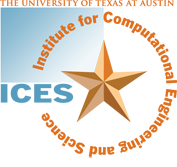 THE UNIVERSITY OF TEXAS AT AUSTIN
Institute for Computational Engineering and Science
ICES